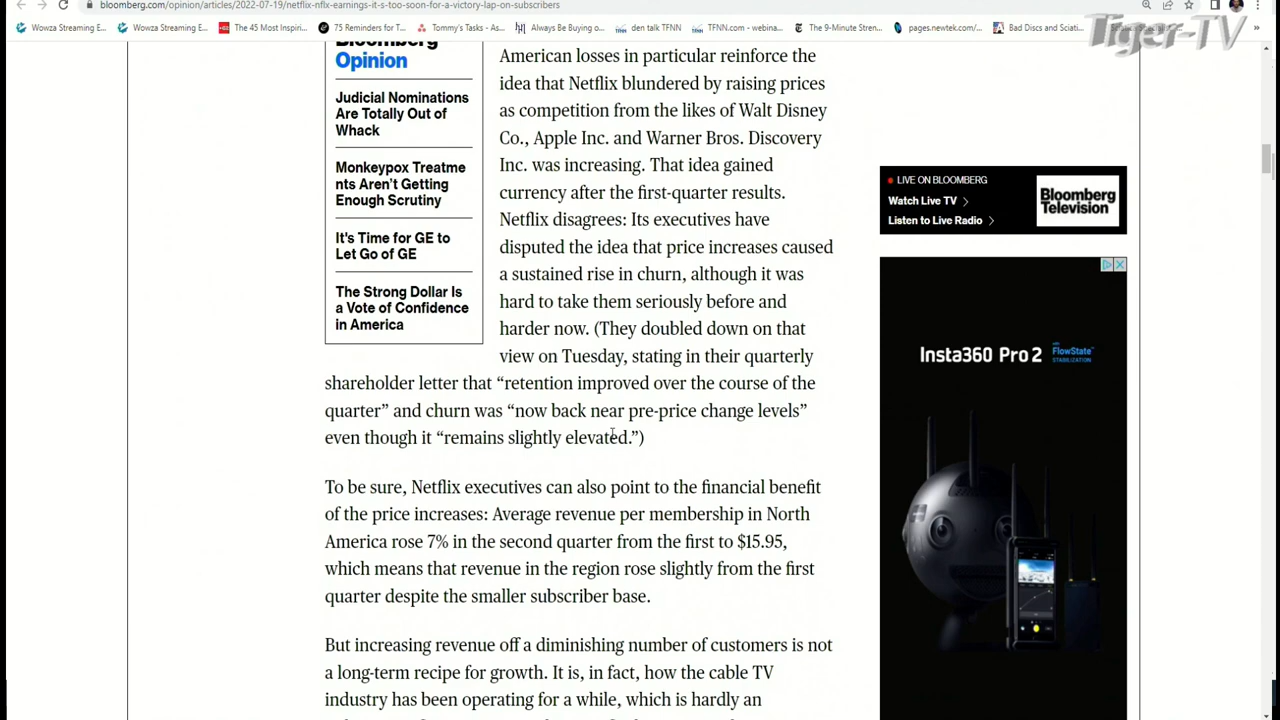 bloomberg.com/opinion/articles/2022-07-19/netflix-nflx-earnings-it-s-too-soon-for-a-victory-lap-on-subscribers
Wowza Streaming E...
Wowza Streaming E...
The 45 Most Inspiri...
75 Reminders for T...
Tommy's Tasks - As...
Always Be Buying o...
den talk TFNN
TFNN.com - webina...
The 9-Minute Stren...
pages.newtek.com/...
Bad Discs and Sciati...
»
Tiger-TV
Bloomberg
Opinion
Judicial Nominations
Are Totally Out of
Whack
Monkeypox Treatme
nts Aren't Getting
Enough Scrutiny
It's Time for GE to
Let Go of GE
The Strong Dollar Is
a Vote of Confidence
in America
American losses in particular reinforce the
idea that Netflix blundered by raising prices
as competition from the likes of Walt Disney
Co., Apple Inc. and Warner Bros. Discovery
Inc. was increasing. That idea gained
currency after the first-quarter results.
Netflix disagrees: Its executives have
disputed the idea that price increases caused
a sustained rise in churn, although it was
hard to take them seriously before and
harder now. (They doubled down on that
view on Tuesday, stating in their quarterly
shareholder letter that “retention improved over the course of the
quarter” and churn was “now back near pre-price change levels”
even though it “remains slightly elevated.”)
To be sure, Netflix executives can also point to the financial benefit
of the price increases: Average revenue per membership in North
America rose 7% in the second quarter from the first to $15.95,
which means that revenue in the region rose slightly from the first
quarter despite the smaller subscriber base.
But increasing revenue off a diminishing number of customers is not
a long-term recipe for growth. It is, in fact, how the cable TV
industry has been operating for a while, which is hardly an
LIVE ON BLOOMBERG
Watch Live TV
Listen to Live Radio
Bloomberg
Television
Insta360 Pro 2
with
FlowState™
STABILIZATION